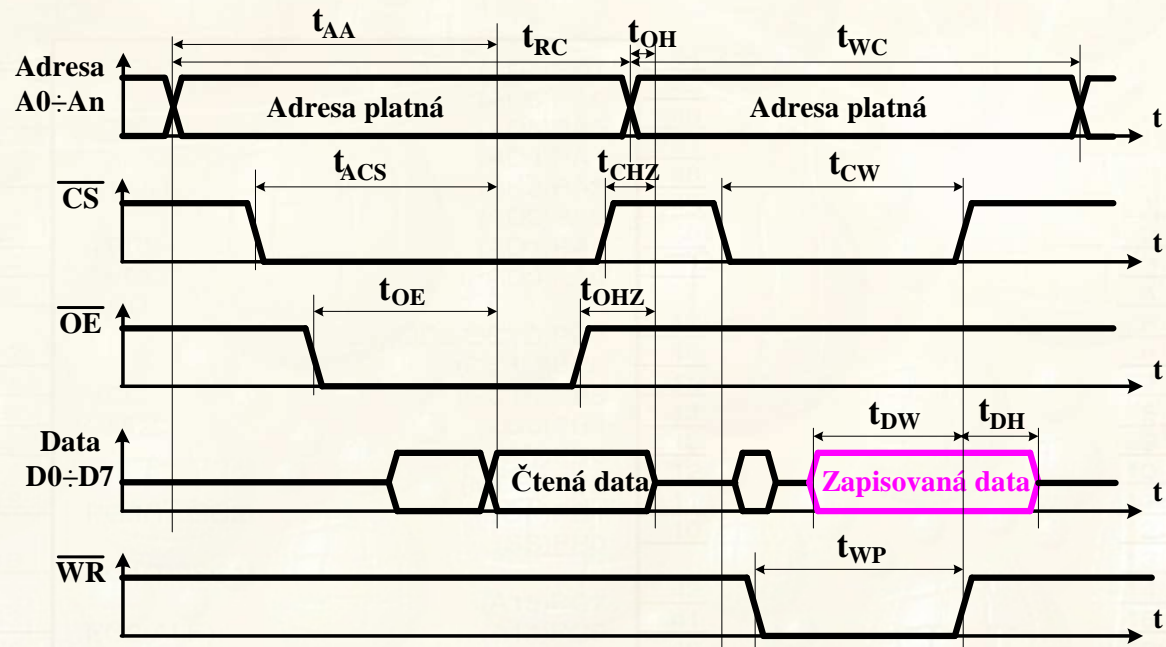 tAA
tRC
tOH
tWC
Adresa
A0÷An
Adresa platná
Adresa platná
t
tACS
tCHZ
tCW
CS
t
tOE
tOHZ
OE
t
Data
D0÷D7
tDW
tDH
Čtená data
Zapisovaná data
t
tWP
WR
t